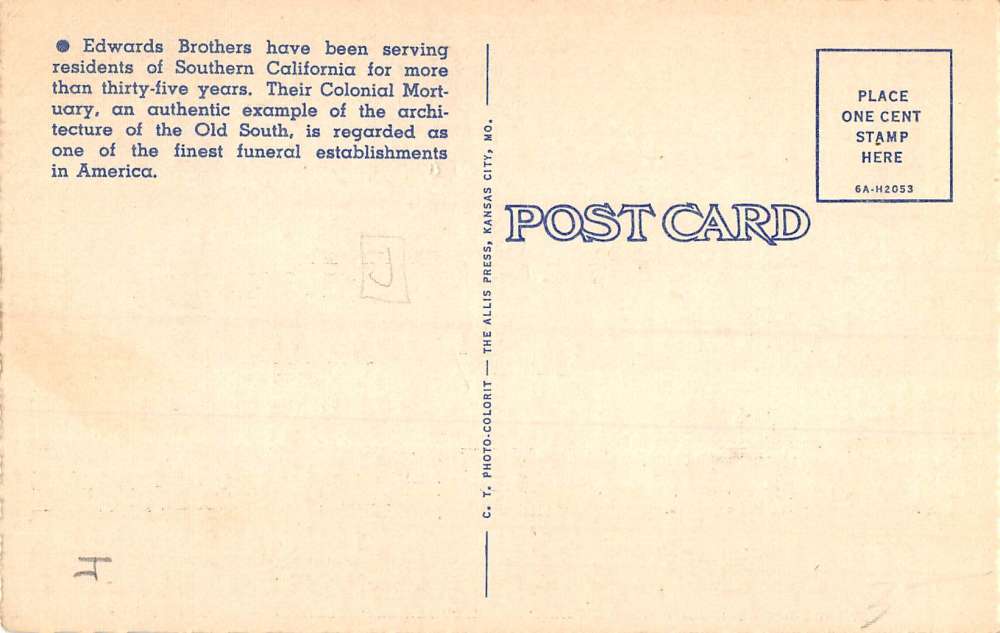 ● Edwards Brothers have been serving
residents of Southern California for more
than thirty-five years. Their Colonial Mort-
uary, an authentic example of the archi-
tecture of the Old South, is regarded as
one of the finest funeral establishments
in America.
C. T. PHOTO-COLORIT — THE ALLIS PRESS, KANSAS CITY, MO.
POST CARD
PLACE
ONE CENT
STAMP
HERE
6A-H2053
J